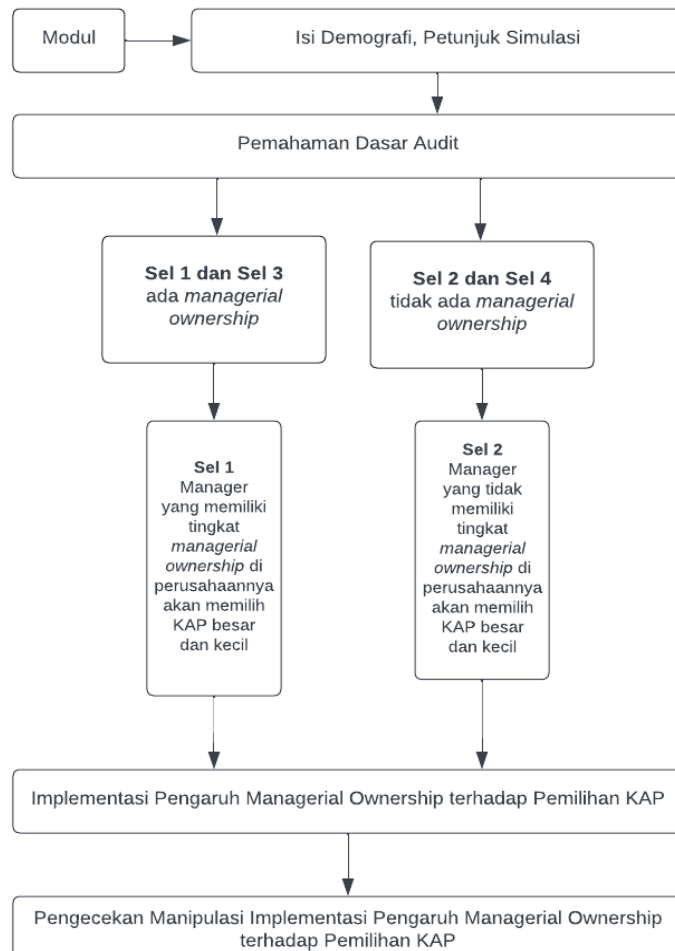 Modul
Isi Demografi, Petunjuk Simulasi
Pemahaman Dasar Audit
Sel 1 dan Sel 3
ada managerial
ownership
Sel 2 dan Sel 4
tidak ada managerial
ownership
Sel 1
Manager
yang memiliki
tingkat
managerial
ownership di
perusahaannya
akan memilih
KAP besar
dan kecil
Sel 2
Manager
yang tidak
memiliki
tingkat
managerial
ownership di
perusahaannya
akan memilih
KAP besar
dan kecil
Implementasi Pengaruh Managerial Ownership terhadap Pemilihan KAP
Pengecekan Manipulasi Implementasi Pengaruh Managerial Ownership
terhadap Pemilihan KAP